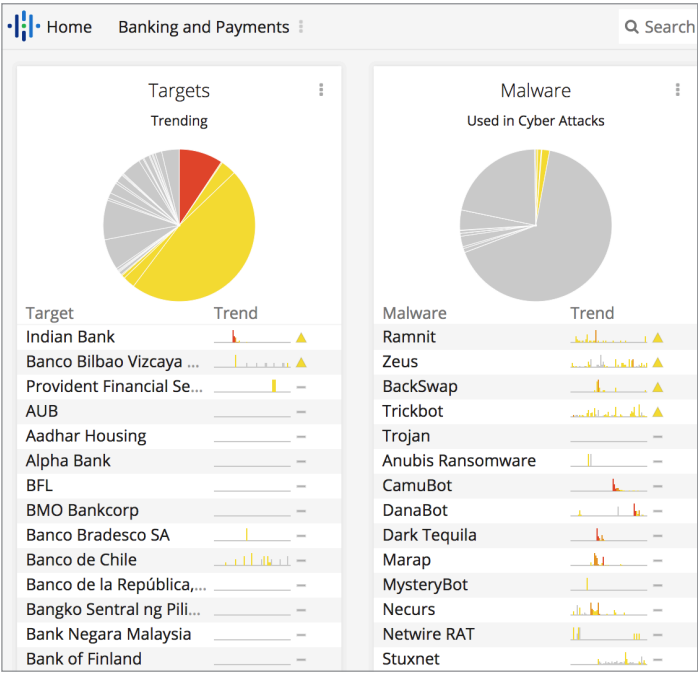 Home Banking and Payments Search
Targets
Trending
Target Trend
Indian Bank
Banco Bilbao Vizcaya ...
Provident Financial Se...
AUB
Aadhar Housing
Alpha Bank
BFL
BMO Bankcorp
Banco Bradesco SA
Banco de Chile
Banco de la República,...
Bangko Sentral ng Pili...
Bank Negara Malaysia
Bank of Finland
Malware
Used in Cyber Attacks
Malware Trend
Ramnit
Zeus
BackSwap
Trickbot
Trojan
Anubis Ransomware
CamuBot
DanaBot
Dark Tequila
Marap
MysteryBot
Necurs
Netwire RAT
Stuxnet